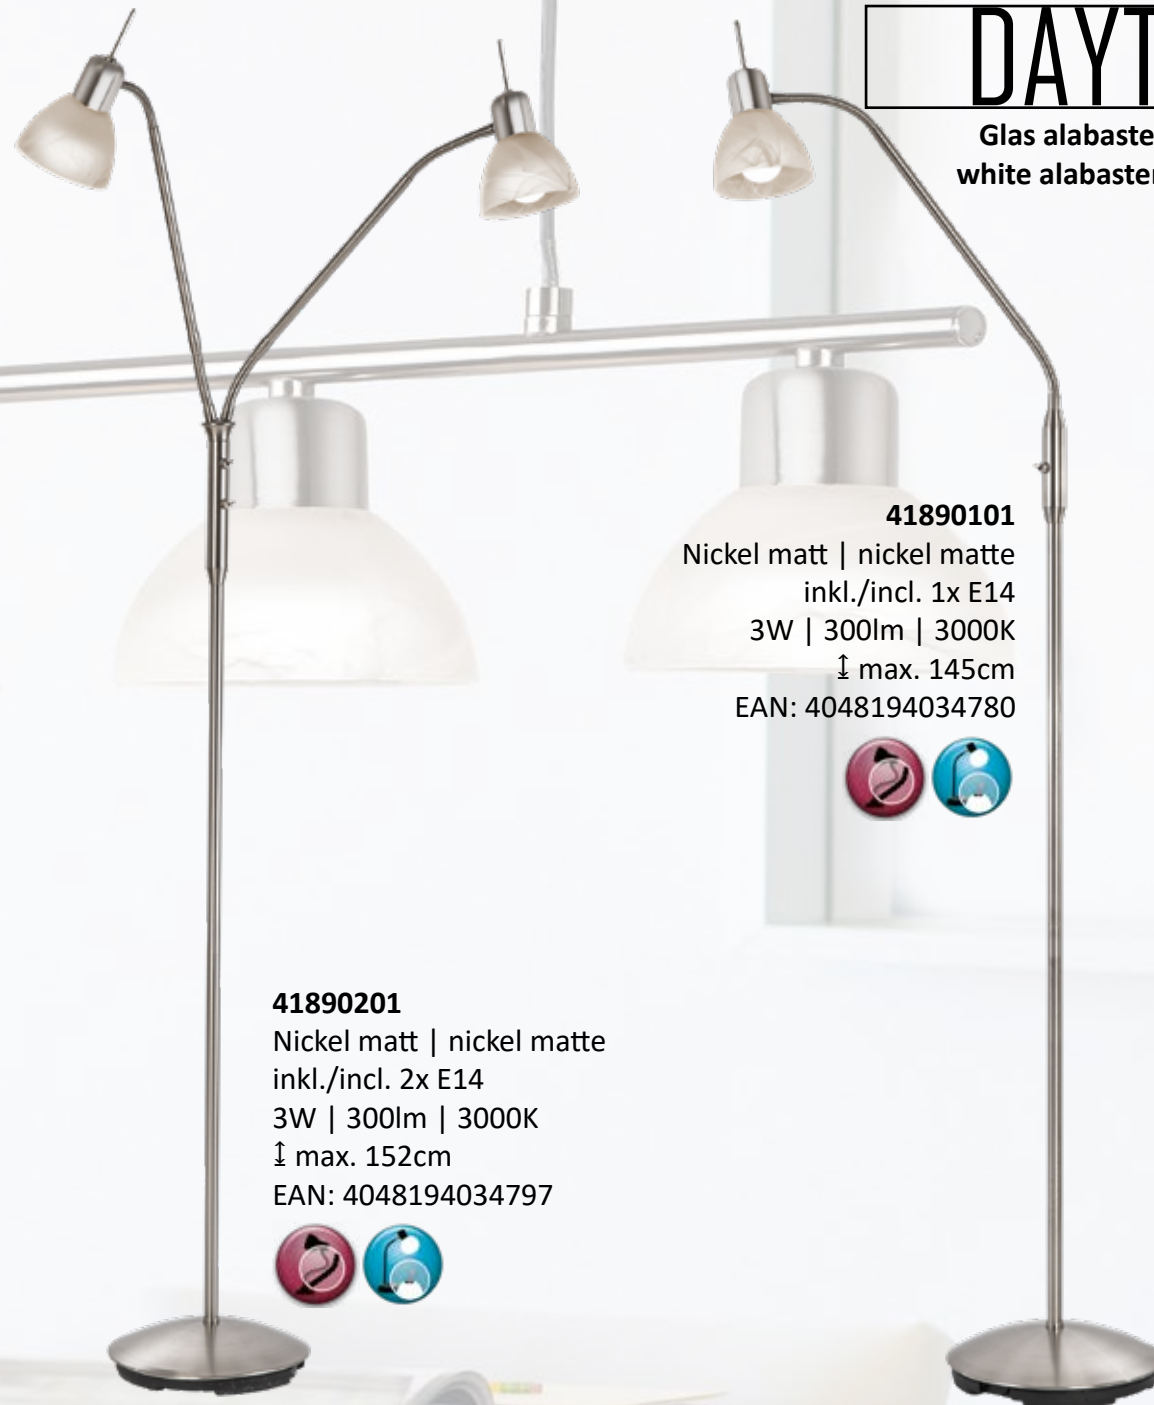 DAYT
Glas alabaste
white alabaster
41890101
Nickel matt | nickel matte
inkl./incl. 1x E14
3W | 300lm | 3000K
↕ max. 145cm
EAN: 4048194034780
41890201
Nickel matt | nickel matte
inkl./incl. 2x E14
3W | 300lm | 3000K
↕ max. 152cm
EAN: 4048194034797